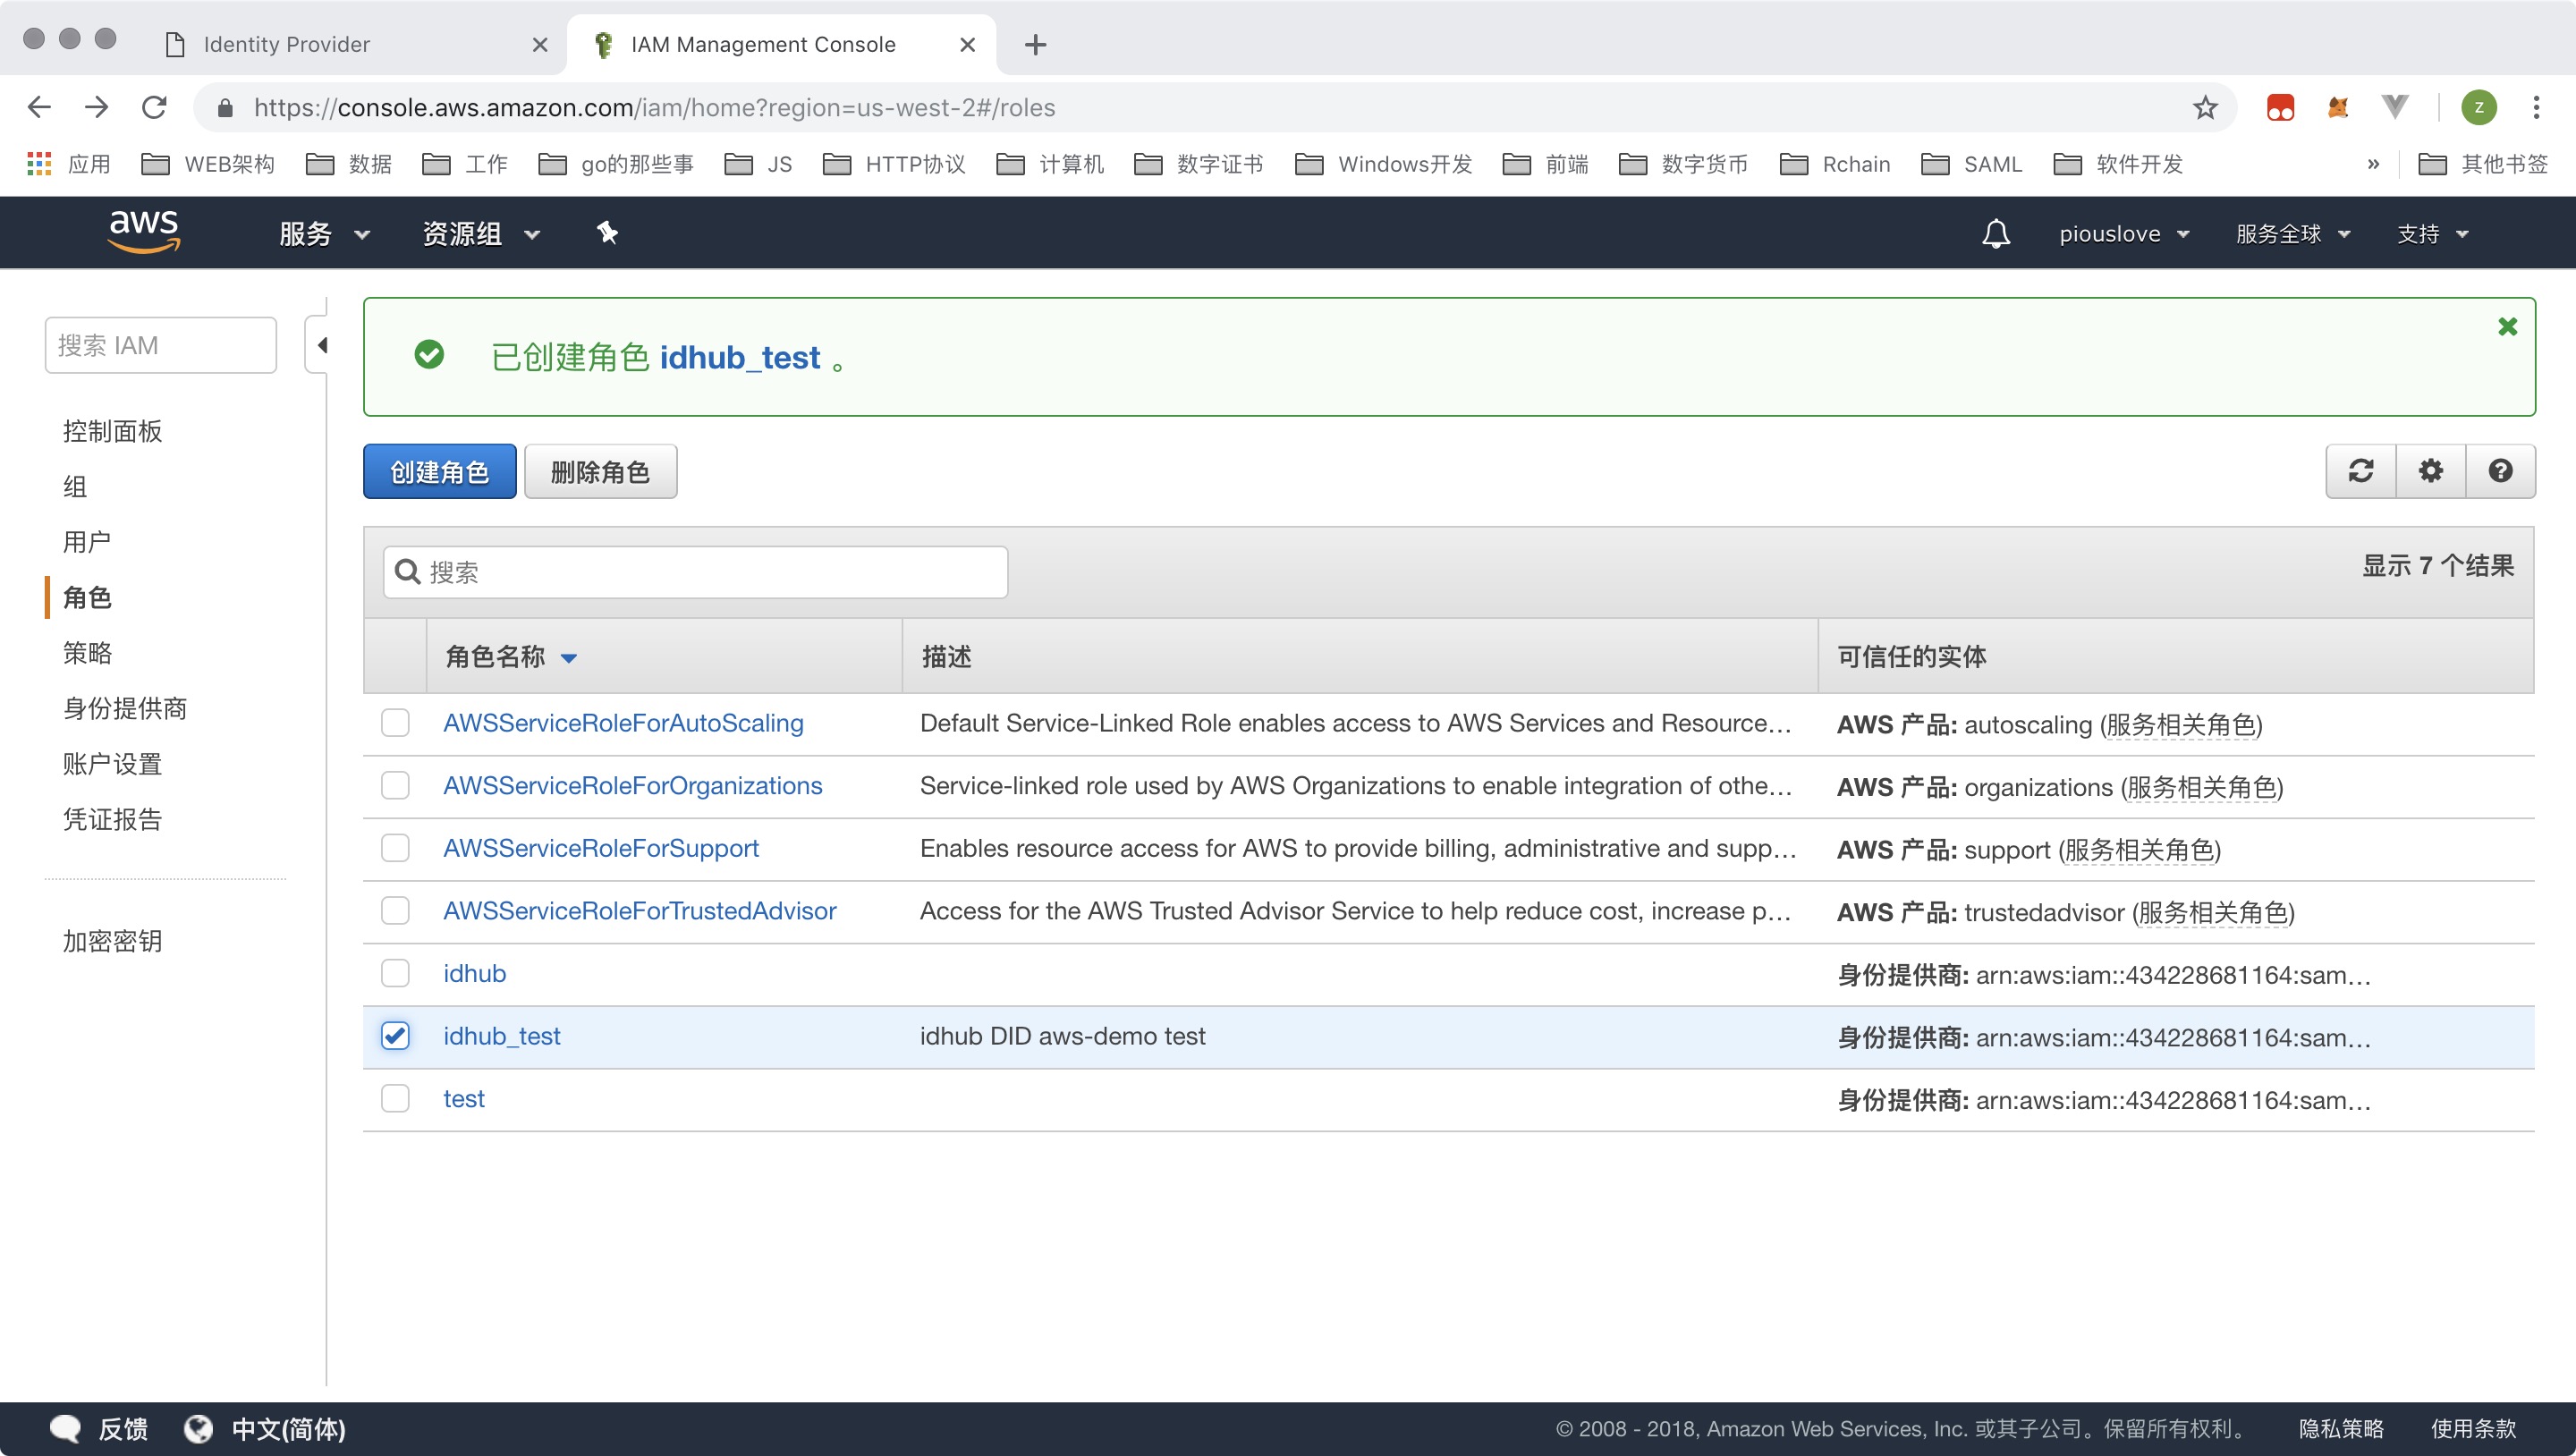 Identity Provider
IAM Management Console
https://console.aws.amazon.com/iam/home?region=us-west-2#/roles
z
应用
WEB架构
数据
工作
go的那些事
JS
HTTP协议
计算机
数字证书
Windows开发
前端
数字货币
Rchain
SAML
软件开发
»
其他书签
aws
服务
资源组
piouslove
服务全球
支持
搜索 IAM
控制面板
组
用户
角色
策略
身份提供商
账户设置
凭证报告
加密密钥
已创建角色 idhub_test 。
创建角色
删除角色
搜索
显示 7 个结果
角色名称 描述 可信任的实体
AWSServiceRoleForAutoScaling Default Service-Linked Role enables access to AWS Services and Resource... AWS 产品: autoscaling (服务相关角色)
AWSServiceRoleForOrganizations Service-linked role used by AWS Organizations to enable integration of othe... AWS 产品: organizations (服务相关角色)
AWSServiceRoleForSupport Enables resource access for AWS to provide billing, administrative and supp... AWS 产品: support (服务相关角色)
AWSServiceRoleForTrustedAdvisor Access for the AWS Trusted Advisor Service to help reduce cost, increase p... AWS 产品: trustedadvisor (服务相关角色)
idhub 身份提供商: arn:aws:iam::434228681164:sam...
idhub_test idhub DID aws-demo test 身份提供商: arn:aws:iam::434228681164:sam...
test 身份提供商: arn:aws:iam::434228681164:sam...
反馈
中文(简体)
© 2008 - 2018, Amazon Web Services, Inc. 或其子公司。保留所有权利。
隐私策略
使用条款